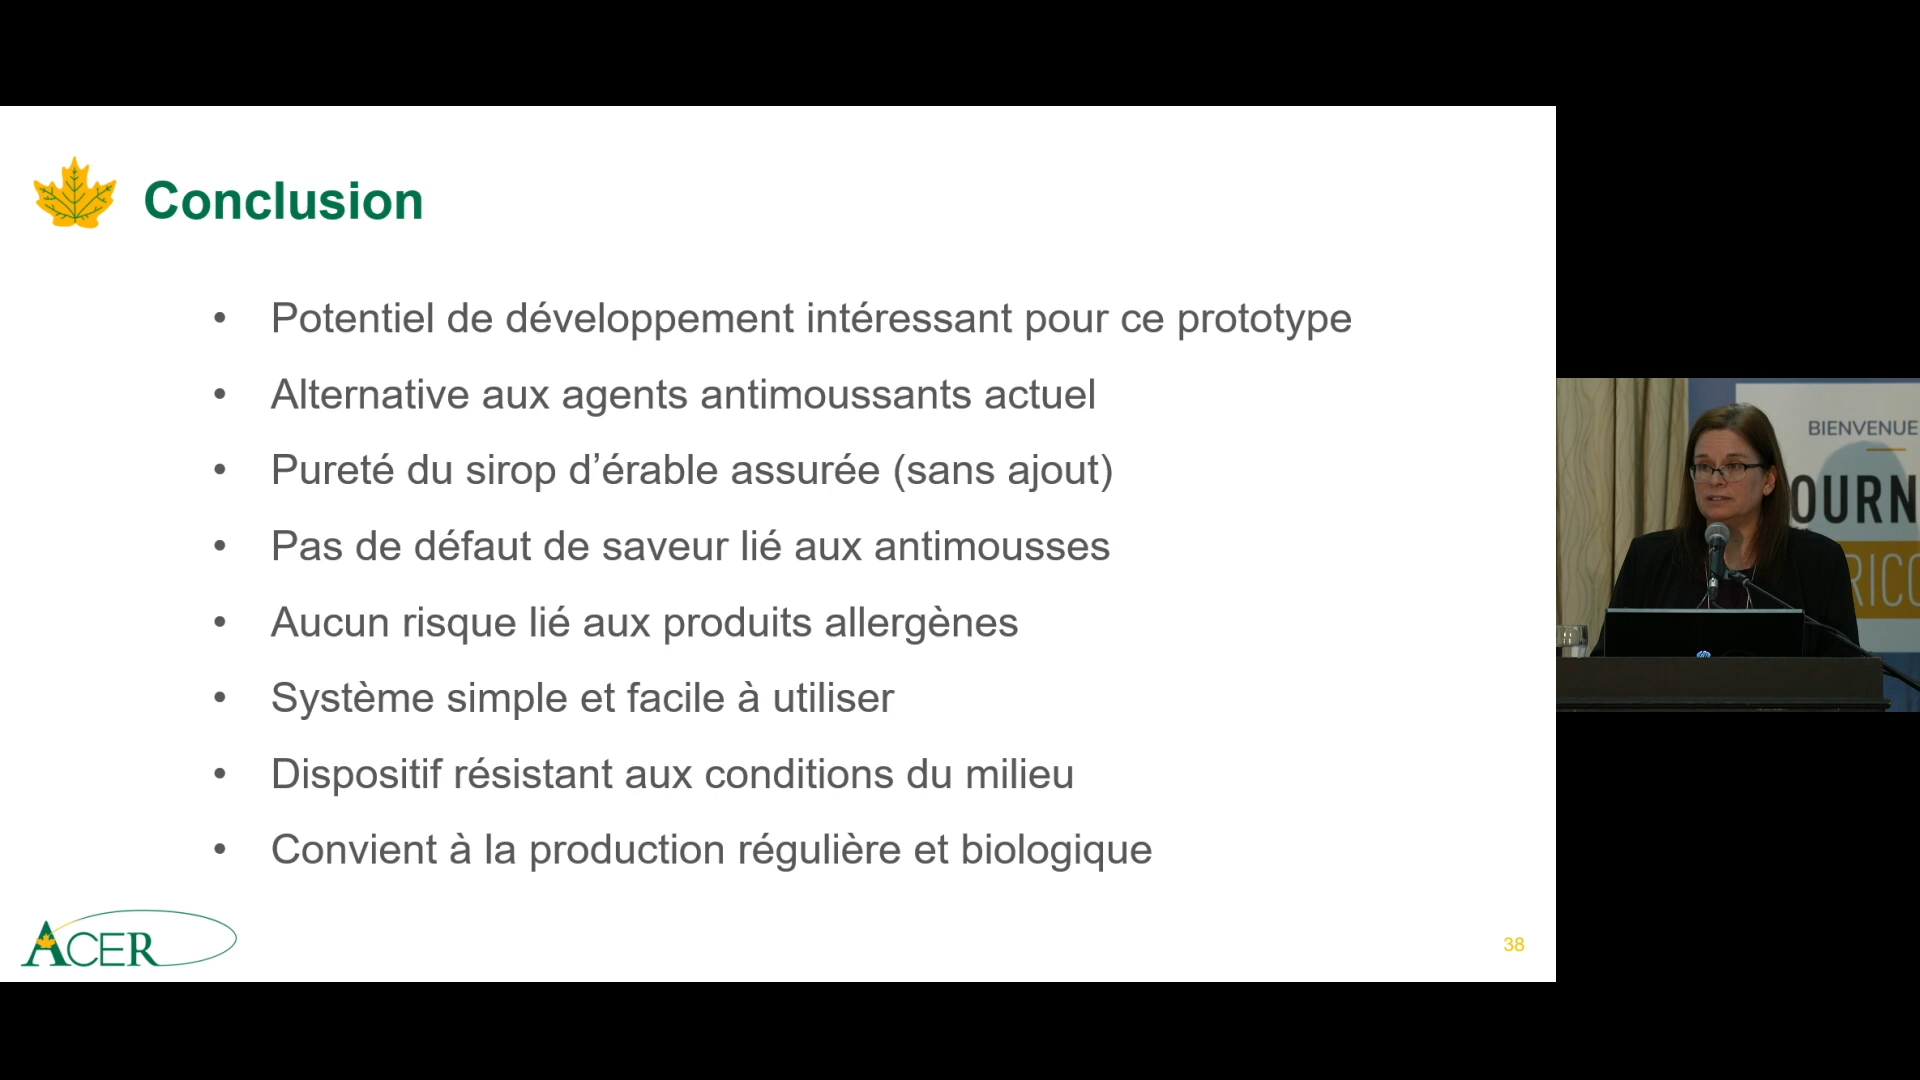 Conclusion
• Potentiel de développement intéressant pour ce prototype
• Alternative aux agents antimoussants actuel
• Pureté du sirop d’érable assurée (sans ajout)
• Pas de défaut de saveur lié aux antimousses
• Aucun risque lié aux produits allergènes
• Système simple et facile à utiliser
• Dispositif résistant aux conditions du milieu
• Convient à la production régulière et biologique
ACER
38
BIENVENUE
OURN
RICO